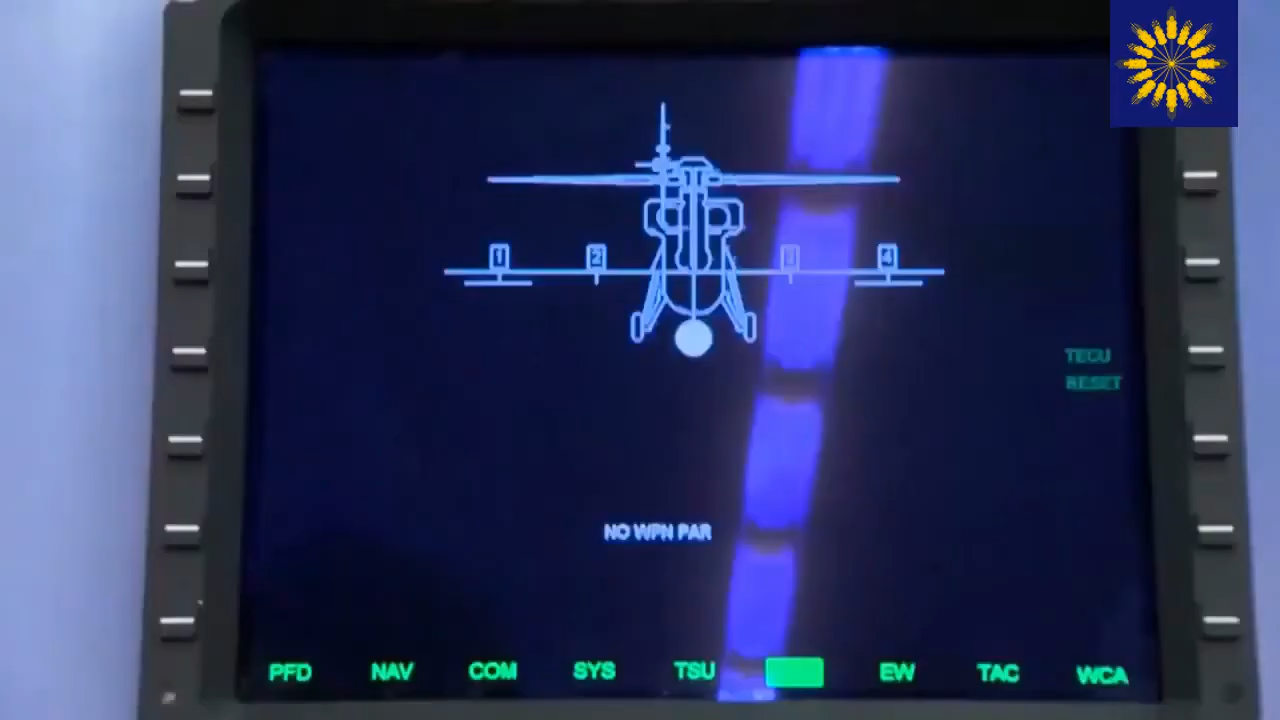 1 2 3 4
TECU
RESET
NO WPN PAR
PFD NAV COM SYS TSU EW TAC WCA